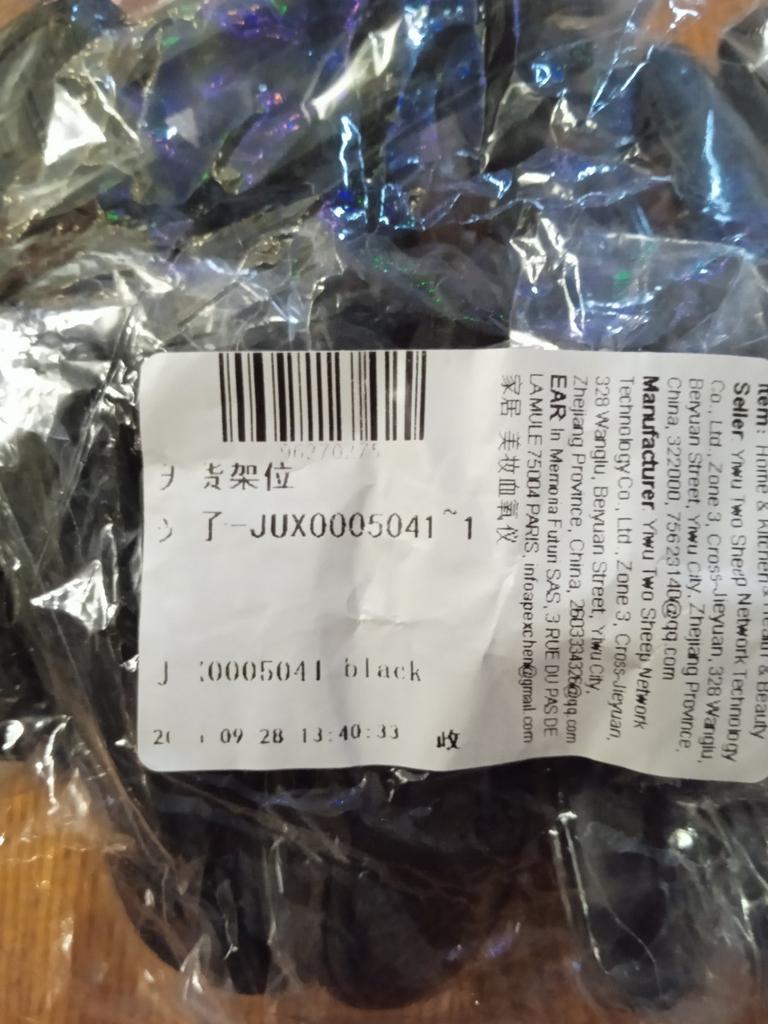 96270275
货架位
了-JUX0005041~1
0005041 black
09 28 13:40:33 收
Item: Home & Kitchen & Health & Beauty
Seller: Yiwu Two Sheep Network Technology
Co., Ltd., Zone 3, Cross-Jieyuan, 328 Wanglu,
Beiyuan Street, Yiwu City, Zhejiang Province,
China, 322000, 75623140@qq.com
Manufacturer: Yiwu Two Sheep Network
Technology Co., Ltd., Zone 3, Cross-Jieyuan,
328 Wanglu, Beiyuan Street, Yiwu City,
Zhejiang Province, China, 2603334326@qq.com
EAR: In Memoria Futuri SAS, 3 RUE DU PAS DE
LA MULE 75004 PARIS, infoapexchen@gmail.com
家居 美妆血氧仪